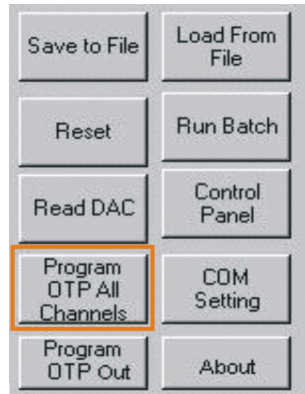 Save to File
Load From
File
Reset
Run Batch
Read DAC
Control
Panel
Program
OTP All
Channels
COM
Setting
Program
OTP Out
About